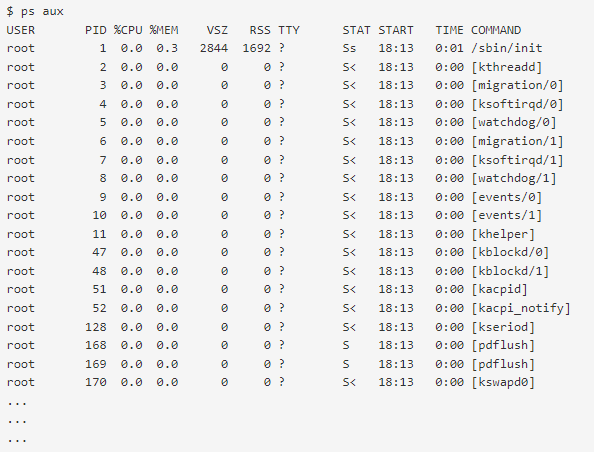 $ ps aux
USER       PID %CPU %MEM     VSZ   RSS TTY      STAT START   TIME COMMAND
root         1  0.0  0.3    2844  1692 ?        Ss   18:13   0:01 /sbin/init
root         2  0.0  0.0       0     0 ?        S<   18:13   0:00 [kthreadd]
root         3  0.0  0.0       0     0 ?        S<   18:13   0:00 [migration/0]
root         4  0.0  0.0       0     0 ?        S<   18:13   0:00 [ksoftirqd/0]
root         5  0.0  0.0       0     0 ?        S<   18:13   0:00 [watchdog/0]
root         6  0.0  0.0       0     0 ?        S<   18:13   0:00 [migration/1]
root         7  0.0  0.0       0     0 ?        S<   18:13   0:00 [ksoftirqd/1]
root         8  0.0  0.0       0     0 ?        S<   18:13   0:00 [watchdog/1]
root         9  0.0  0.0       0     0 ?        S<   18:13   0:00 [events/0]
root        10  0.0  0.0       0     0 ?        S<   18:13   0:00 [events/1]
root        11  0.0  0.0       0     0 ?        S<   18:13   0:00 [khelper]
root        47  0.0  0.0       0     0 ?        S<   18:13   0:00 [kblockd/0]
root        48  0.0  0.0       0     0 ?        S<   18:13   0:00 [kblockd/1]
root        51  0.0  0.0       0     0 ?        S<   18:13   0:00 [kacpid]
root        52  0.0  0.0       0     0 ?        S<   18:13   0:00 [kacpi_notify]
root       128  0.0  0.0       0     0 ?        S<   18:13   0:00 [kseriod]
root       168  0.0  0.0       0     0 ?        S    18:13   0:00 [pdflush]
root       169  0.0  0.0       0     0 ?        S    18:13   0:00 [pdflush]
root       170  0.0  0.0       0     0 ?        S<   18:13   0:00 [kswapd0]
...
...
...